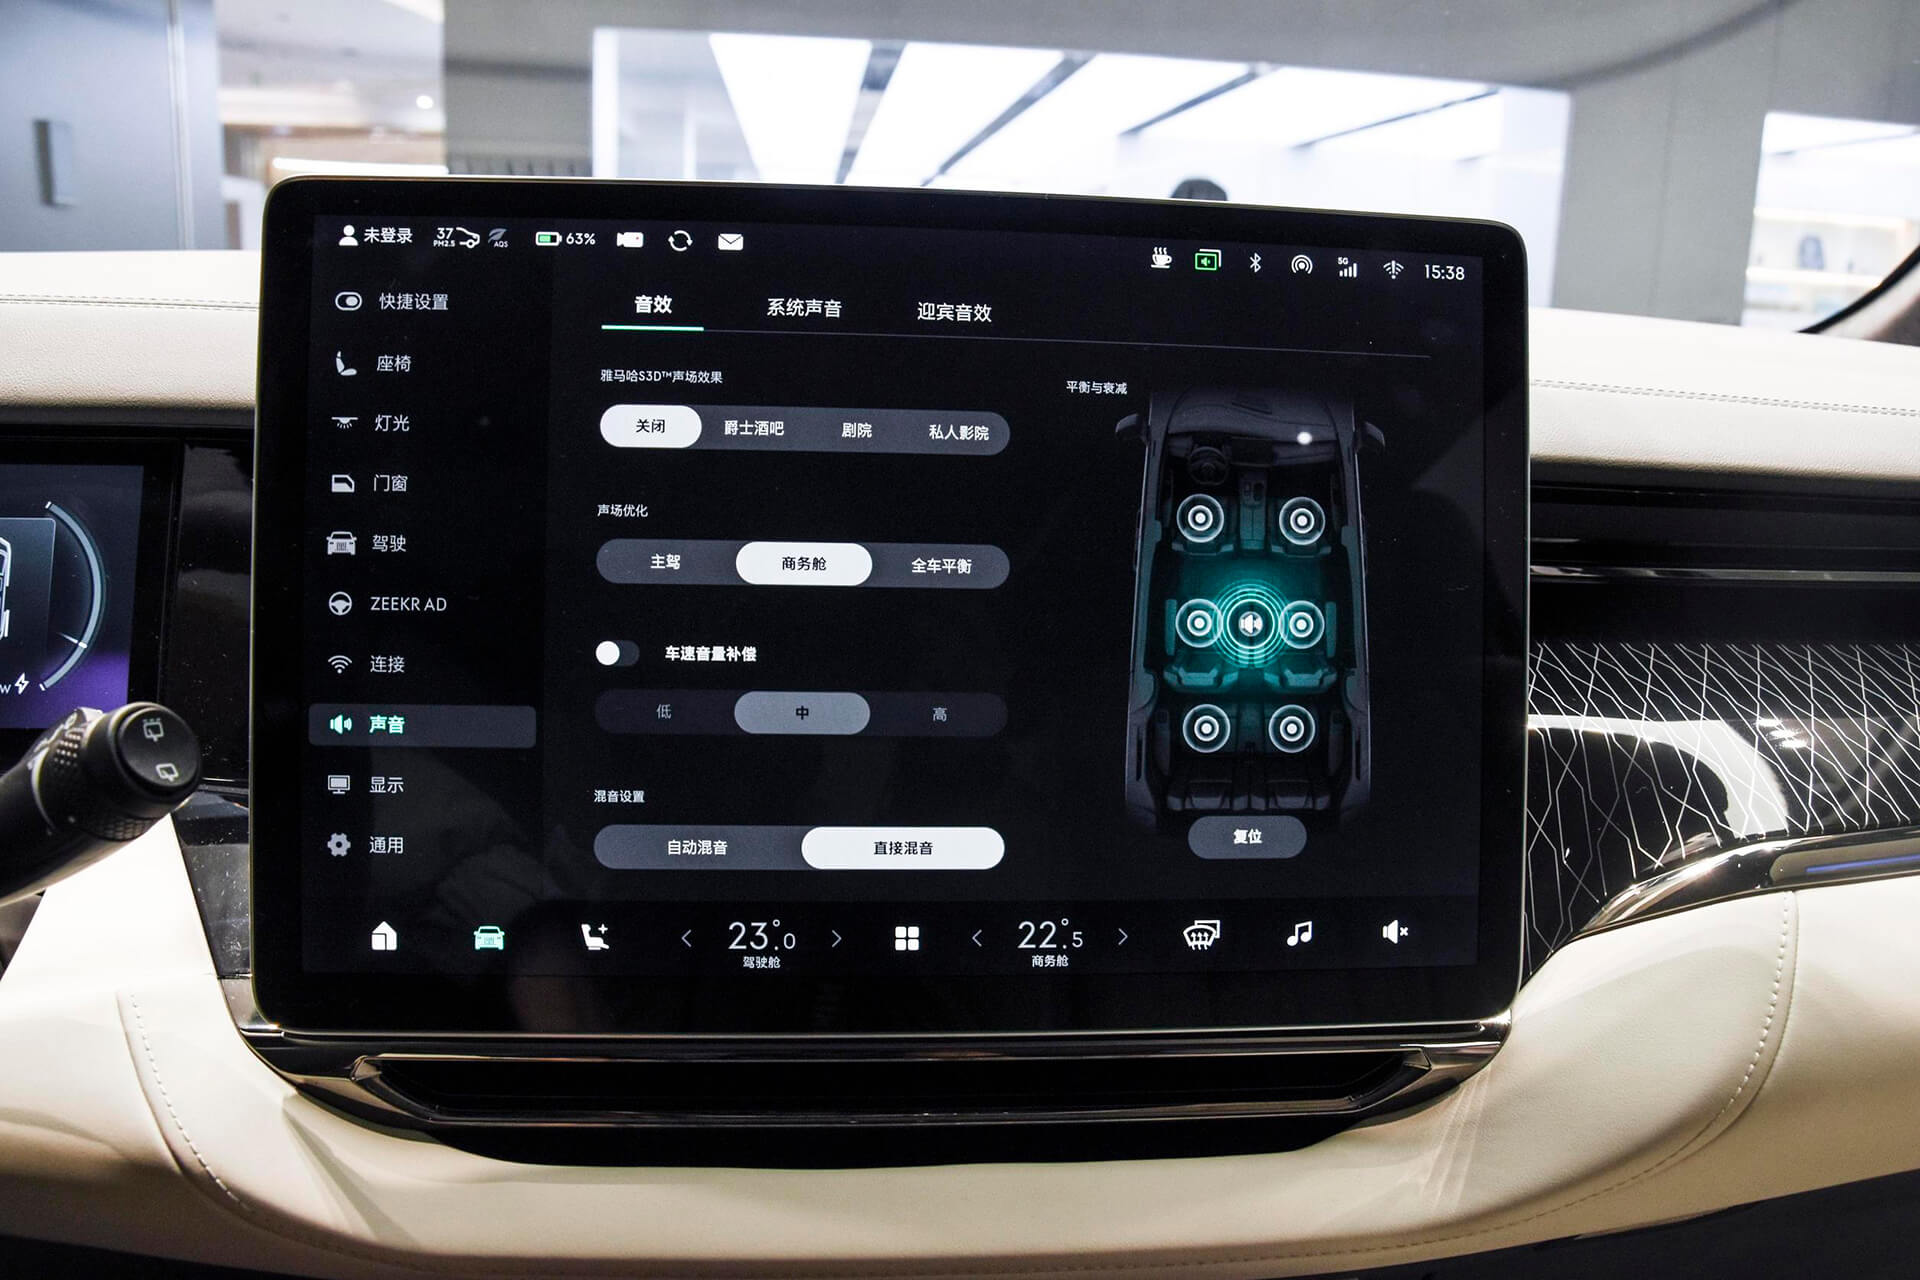 未登录 37 PM2.5 AQS 63% 5G 15:38
快捷设置
座椅
灯光
门窗
驾驶
ZEEKR AD
连接
声音
显示
通用
音效 系统声音 迎宾音效
雅马哈S3D™声场效果
关闭 爵士酒吧 剧院 私人影院
声场优化
主驾 商务舱 全车平衡
车速音量补偿
低 中 高
混音设置
自动混音 直接混音
平衡与衰减
复位
23.0 22.5
驾驶舱 商务舱